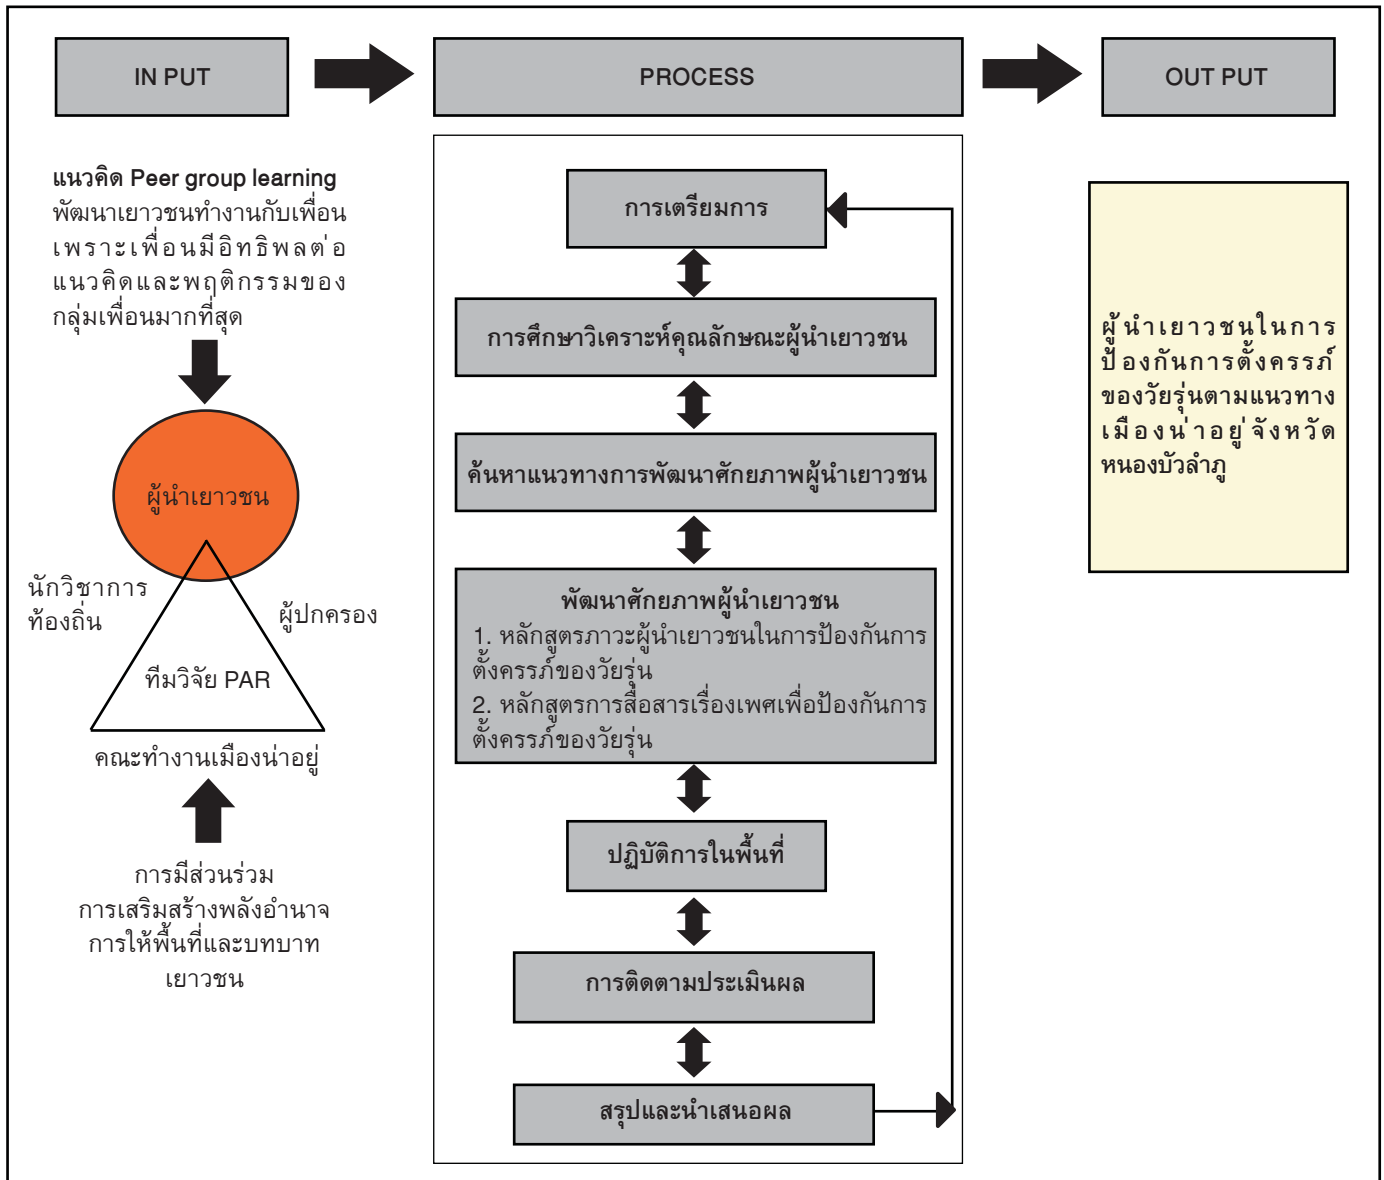 IN PUT
PROCESS
OUT PUT
แนวคิด Peer group learning
พัฒนาเยาวชนทำงานกับเพื่อน
เพราะเพื่อนมีอิทธิพลต่อ
แนวคิดและพฤติกรรมของ
กลุ่มเพื่อนมากที่สุด
ผู้นำเยาวชน
นักวิชาการ
ท้องถิ่น
ผู้ปกครอง
ทีมวิจัย PAR
คณะทำงานเมืองน่าอยู่
การมีส่วนร่วม
การเสริมสร้างพลังอำนาจ
การให้พื้นที่และบทบาท
เยาวชน
การเตรียมการ
การศึกษาวิเคราะห์คุณลักษณะผู้นำเยาวชน
ค้นหาแนวทางการพัฒนาศักยภาพผู้นำเยาวชน
พัฒนาศักยภาพผู้นำเยาวชน
1. หลักสูตรภาวะผู้นำเยาวชนในการป้องกันการ
ตั้งครรภ์ของวัยรุ่น
2. หลักสูตรการสื่อสารเรื่องเพศเพื่อป้องกันการ
ตั้งครรภ์ของวัยรุ่น
ปฏิบัติการในพื้นที่
การติดตามประเมินผล
สรุปและนำเสนอผล
ผู้นำเยาวชนในการ
ป้องกันการตั้งครรภ์
ของวัยรุ่นตามแนวทาง
เมืองน่าอยู่จังหวัด
หนองบัวลำภู